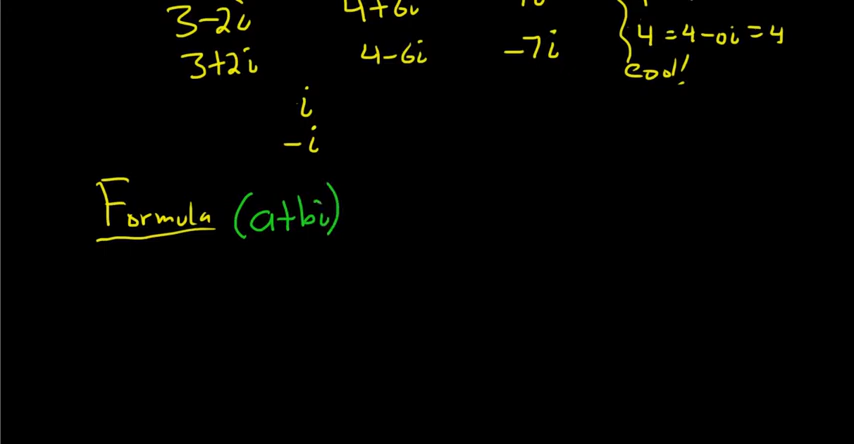 3-2i 4+6i
3+2i 4-6i -7i 4=4-0i=4
cool!
i
-i
Formula (a+bi)